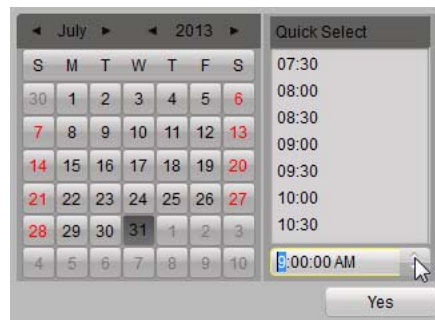 ◄ July ► ◄ 2013 ►
S M T W T F S
30 1 2 3 4 5 6
7 8 9 10 11 12 13
14 15 16 17 18 19 20
21 22 23 24 25 26 27
28 29 30 31 1 2 3
4 5 6 7 8 9 10
Quick Select
07:30
08:00
08:30
09:00
09:30
10:00
10:30
9:00:00 AM
Yes